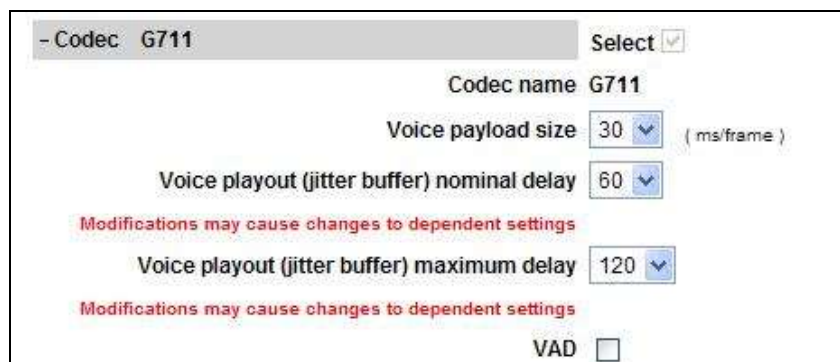 - Codec G711 Select
Codec name G711
Voice payload size 30 ( ms/frame )
Voice playout (jitter buffer) nominal delay 60
Modifications may cause changes to dependent settings
Voice playout (jitter buffer) maximum delay 120
Modifications may cause changes to dependent settings
VAD